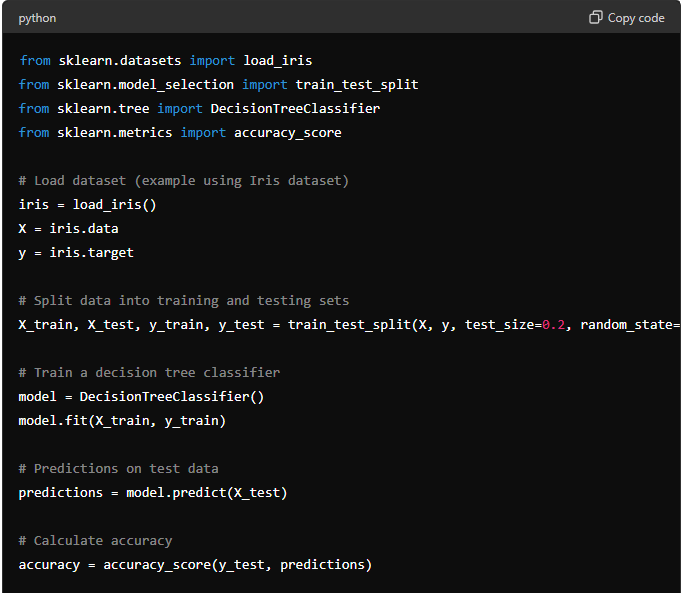 python
Copy code
from sklearn.datasets import load_iris
from sklearn.model_selection import train_test_split
from sklearn.tree import DecisionTreeClassifier
from sklearn.metrics import accuracy_score
# Load dataset (example using Iris dataset)
iris = load_iris()
X = iris.data
y = iris.target
# Split data into training and testing sets
X_train, X_test, y_train, y_test = train_test_split(X, y, test_size=0.2, random_state=
# Train a decision tree classifier
model = DecisionTreeClassifier()
model.fit(X_train, y_train)
# Predictions on test data
predictions = model.predict(X_test)
# Calculate accuracy
accuracy = accuracy_score(y_test, predictions)